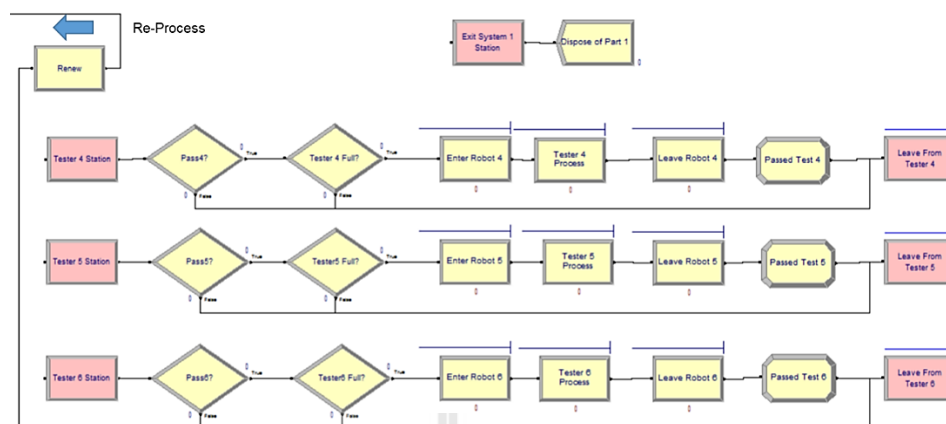 Re-Process
Renew
Exit System 1
Station
Dispose of Part 1
0
Tester 4 Station
Pass4?
0
True
0
False
Tester 4 Full?
0
True
0
False
Enter Robot 4
0
Tester 4
Process
0
Leave Robot 4
0
Passed Test 4
Leave From
Tester 4
Tester 5 Station
Pass5?
0
True
0
False
Tester5 Full?
0
True
0
False
Enter Robot 5
0
Tester 5
Process
0
Leave Robot 5
0
Passed Test 5
Leave From
Tester 5
Tester 6 Station
Pass6?
0
True
0
False
Tester6 Full?
0
True
0
False
Enter Robot 6
0
Tester 6
Process
0
Leave Robot 6
0
Passed Test 6
Leave From
Tester 6